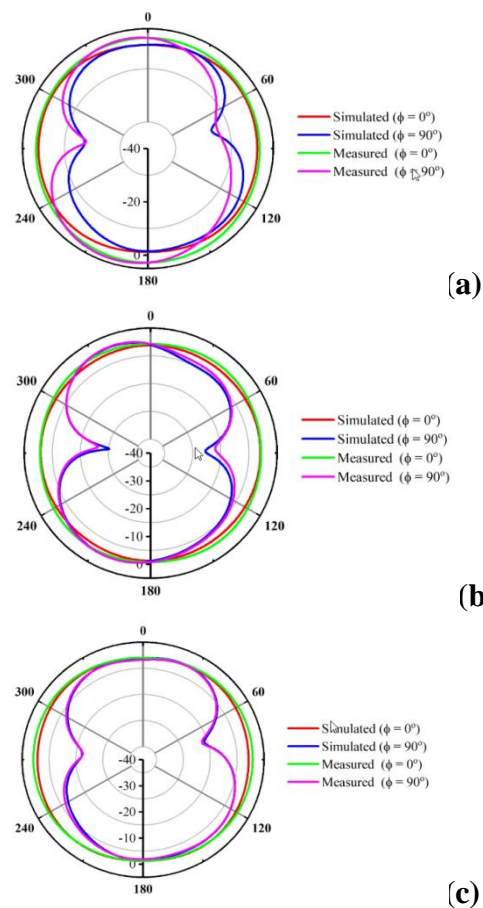 0
300
60
Simulated (ϕ = 0°)
Simulated (ϕ = 90°)
Measured (ϕ = 0°)
Measured (ϕ = 90°)
-40
-20
0
240
120
180
(a)
0
300
60
Simulated (ϕ = 0°)
Simulated (ϕ = 90°)
Measured (ϕ = 0°)
Measured (ϕ = 90°)
-40
-30
-20
-10
0
240
120
180
(b
0
300
60
Simulated (ϕ = 0°)
Simulated (ϕ = 90°)
Measured (ϕ = 0°)
Measured (ϕ = 90°)
-40
-30
-20
-10
0
240
120
180
(c)